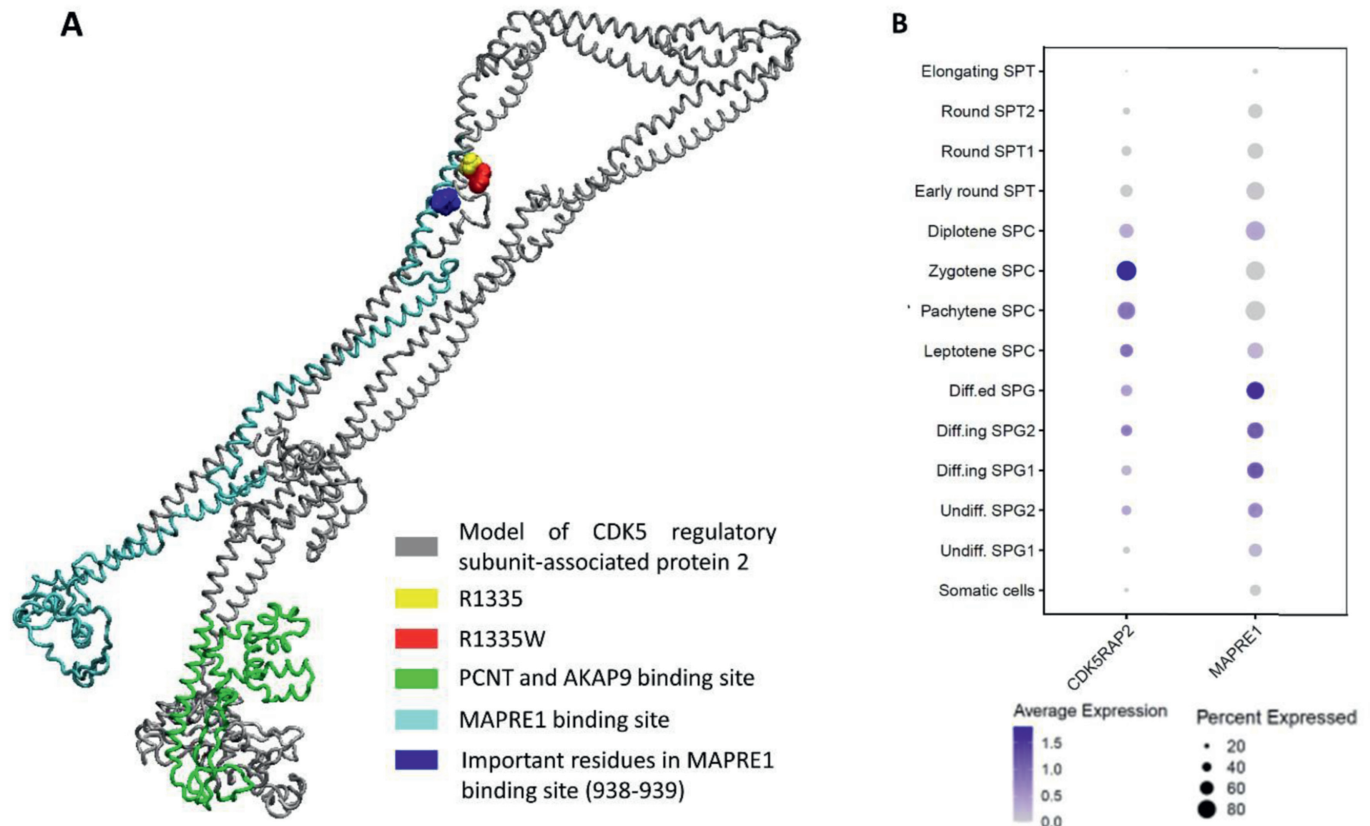 A
Model of CDK5 regulatory
subunit-associated protein 2
R1335
R1335W
PCNT and AKAP9 binding site
MAPRE1 binding site
Important residues in MAPRE1
binding site (938-939)
B
Elongating SPT
Round SPT2
Round SPT1
Early round SPT
Diplotene SPC
Zygotene SPC
Pachytene SPC
Leptotene SPC
Diff.ed SPG
Diff.ing SPG2
Diff.ing SPG1
Undiff. SPG2
Undiff. SPG1
Somatic cells
CDK5RAP2
MAPRE1
Average Expression
1.5
1.0
0.5
0.0
Percent Expressed
20
40
60
80